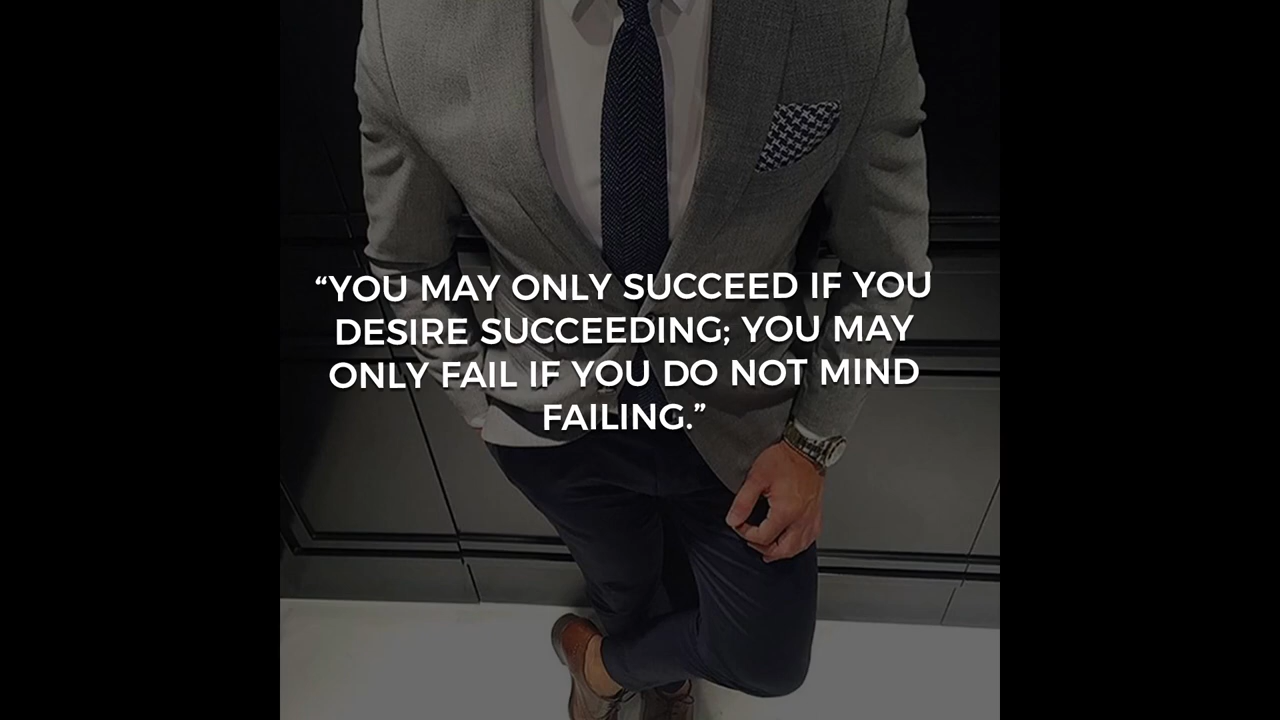 “YOU MAY ONLY SUCCEED IF YOU
DESIRE SUCCEEDING; YOU MAY
ONLY FAIL IF YOU DO NOT MIND
FAILING.”